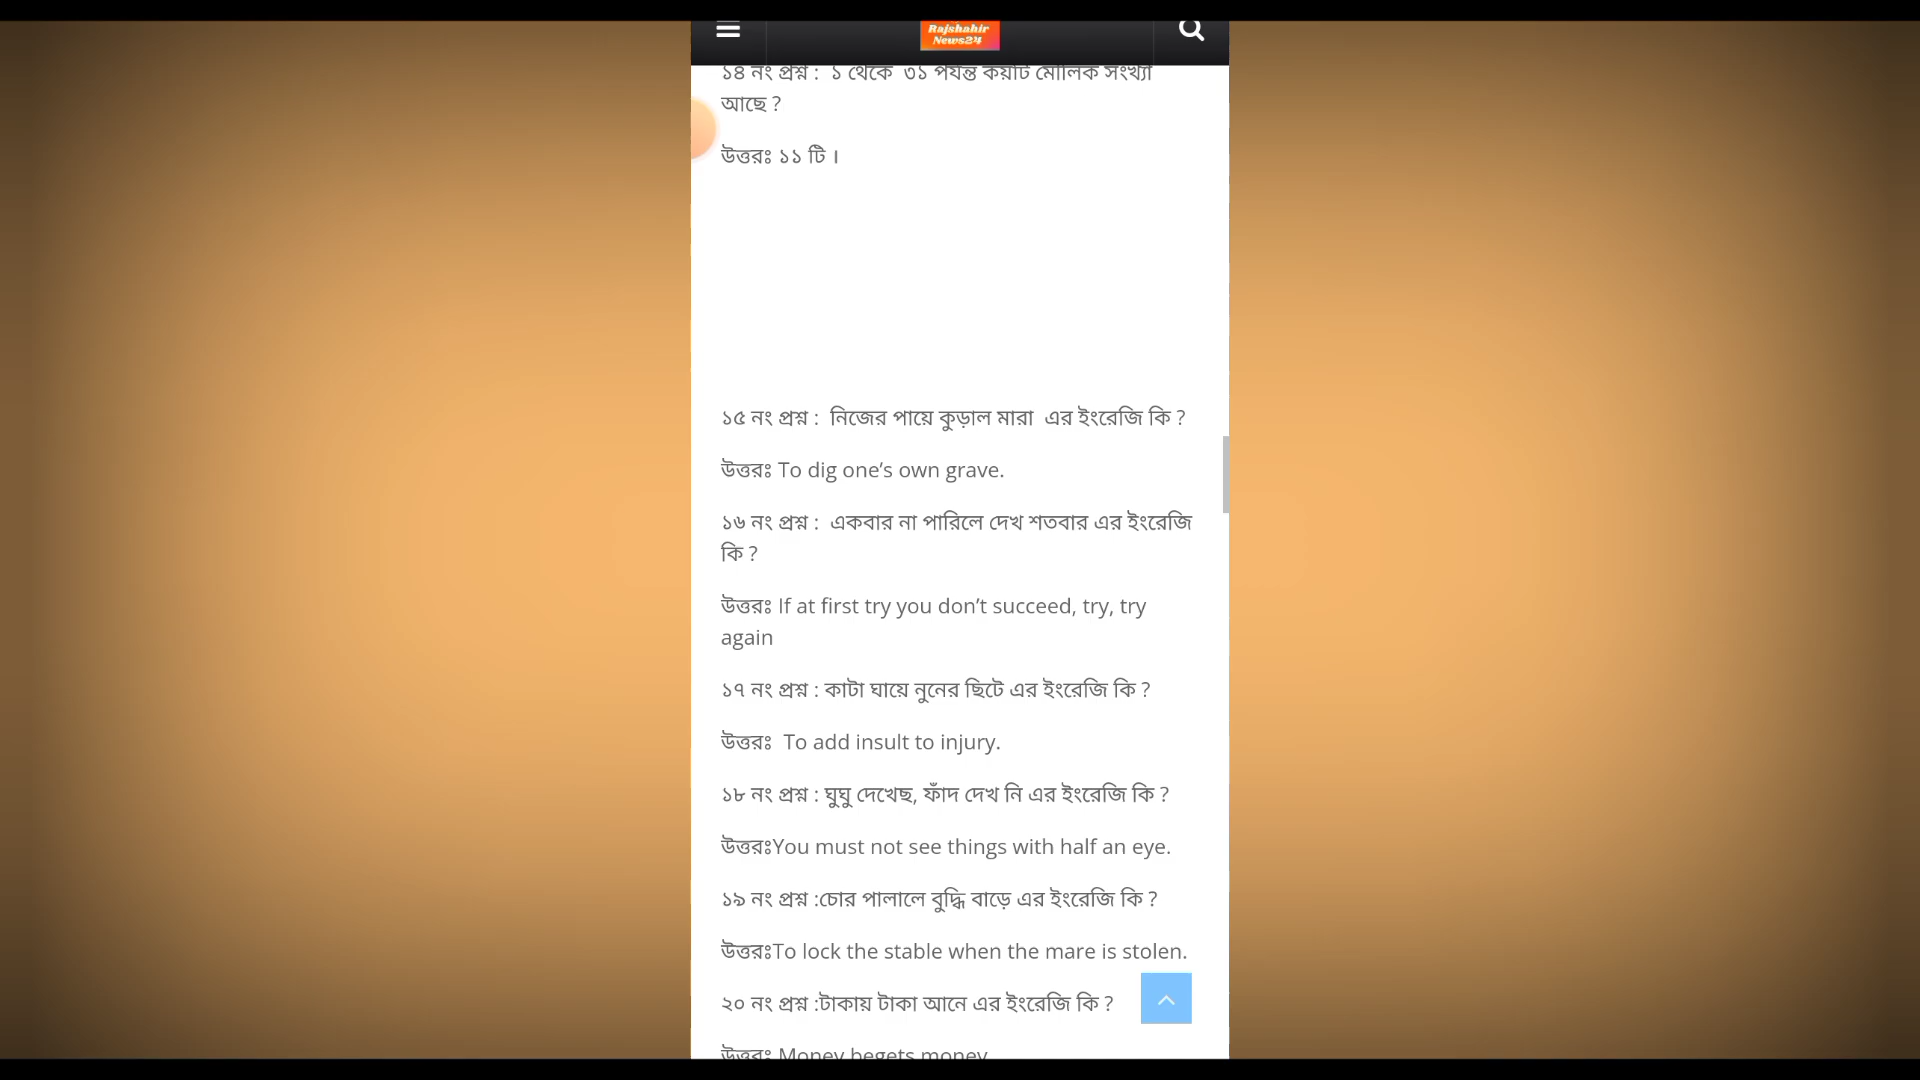 Rajshahir
News24
১৪ নং প্রশ্ন : ১ থেকে ৩১ পর্যন্ত কয়টি মৌলিক সংখ্যা
আছে ?
উত্তরঃ ১১ টি ।
১৫ নং প্রশ্ন : নিজের পায়ে কুড়াল মারা এর ইংরেজি কি ?
উত্তরঃ To dig one’s own grave.
১৬ নং প্রশ্ন : একবার না পারিলে দেখ শতবার এর ইংরেজি
কি ?
উত্তরঃ If at first try you don’t succeed, try, try
again
১৭ নং প্রশ্ন : কাটা ঘায়ে নুনের ছিটে এর ইংরেজি কি ?
উত্তরঃ To add insult to injury.
১৮ নং প্রশ্ন : ঘুঘু দেখেছ, ফাঁদ দেখ নি এর ইংরেজি কি ?
উত্তরঃYou must not see things with half an eye.
১৯ নং প্রশ্ন :চোর পালালে বুদ্ধি বাড়ে এর ইংরেজি কি ?
উত্তরঃTo lock the stable when the mare is stolen.
২০ নং প্রশ্ন :টাকায় টাকা আনে এর ইংরেজি কি ?
উত্তরঃ Money begets money